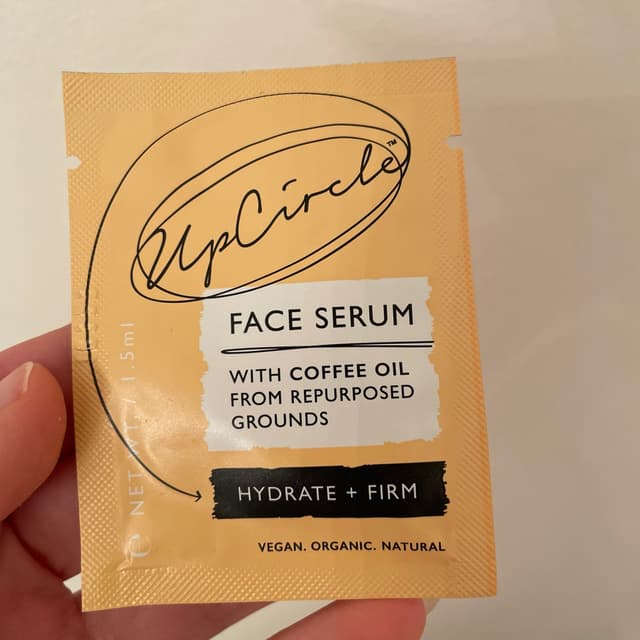 UpCircle™
FACE SERUM
WITH COFFEE OIL
FROM REPURPOSED
GROUNDS
HYDRATE + FIRM
VEGAN. ORGANIC. NATURAL
℮ NET WT. / 1.5ml